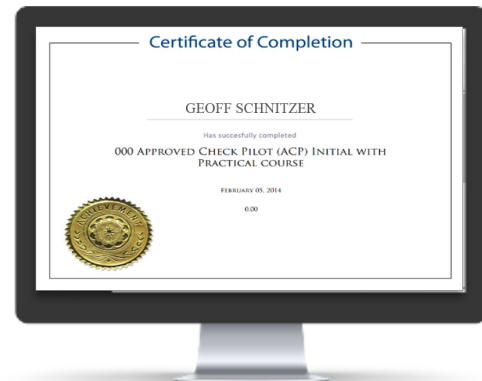 Certificate of Completion
GEOFF SCHNITZER
Has succesfully completed
000 APPROVED CHECK PILOT (ACP) INITIAL WITH
PRACTICAL COURSE
FEBRUARY 05, 2014
0.00
ACHIEVEMENT